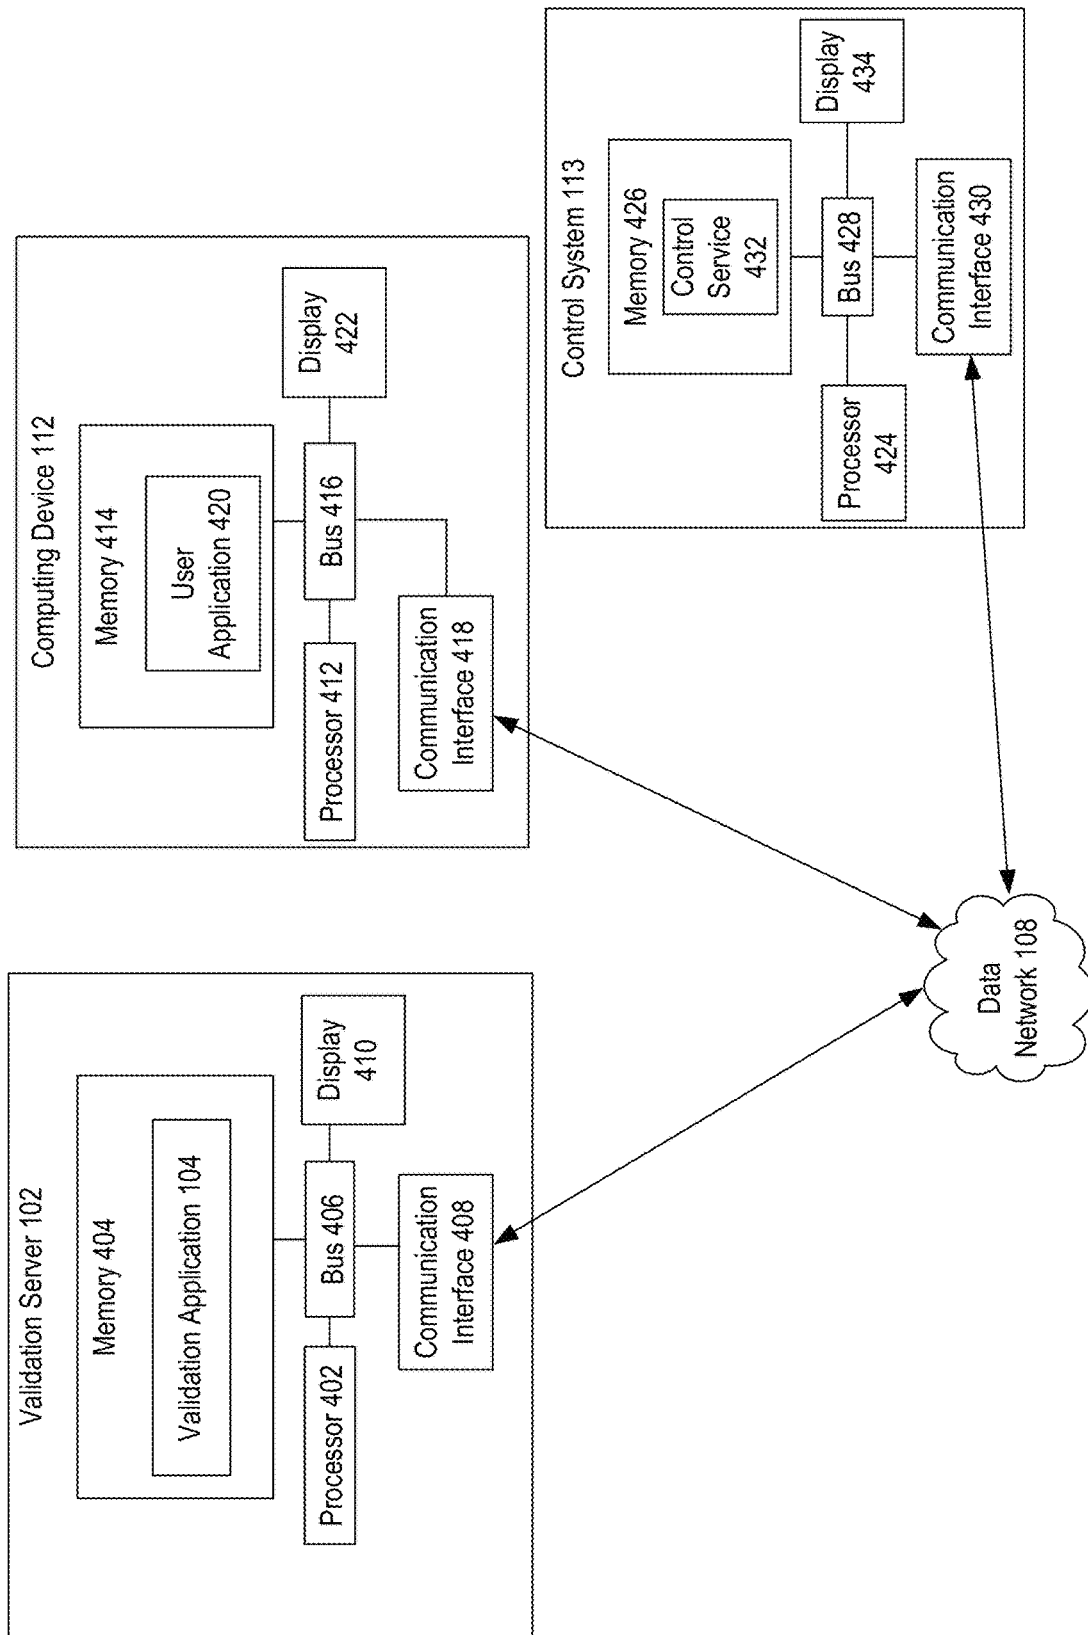 Validation Server 102
Memory 404
Validation Application 104
Processor 402
Bus 406
Display
410
Communication
Interface 408
Computing Device 112
Memory 414
User
Application 420
Processor 412
Bus 416
Display
422
Communication
Interface 418
Control System 113
Memory 426
Control
Service
432
Processor
424
Bus 428
Display
434
Communication
Interface 430
Data
Network 108